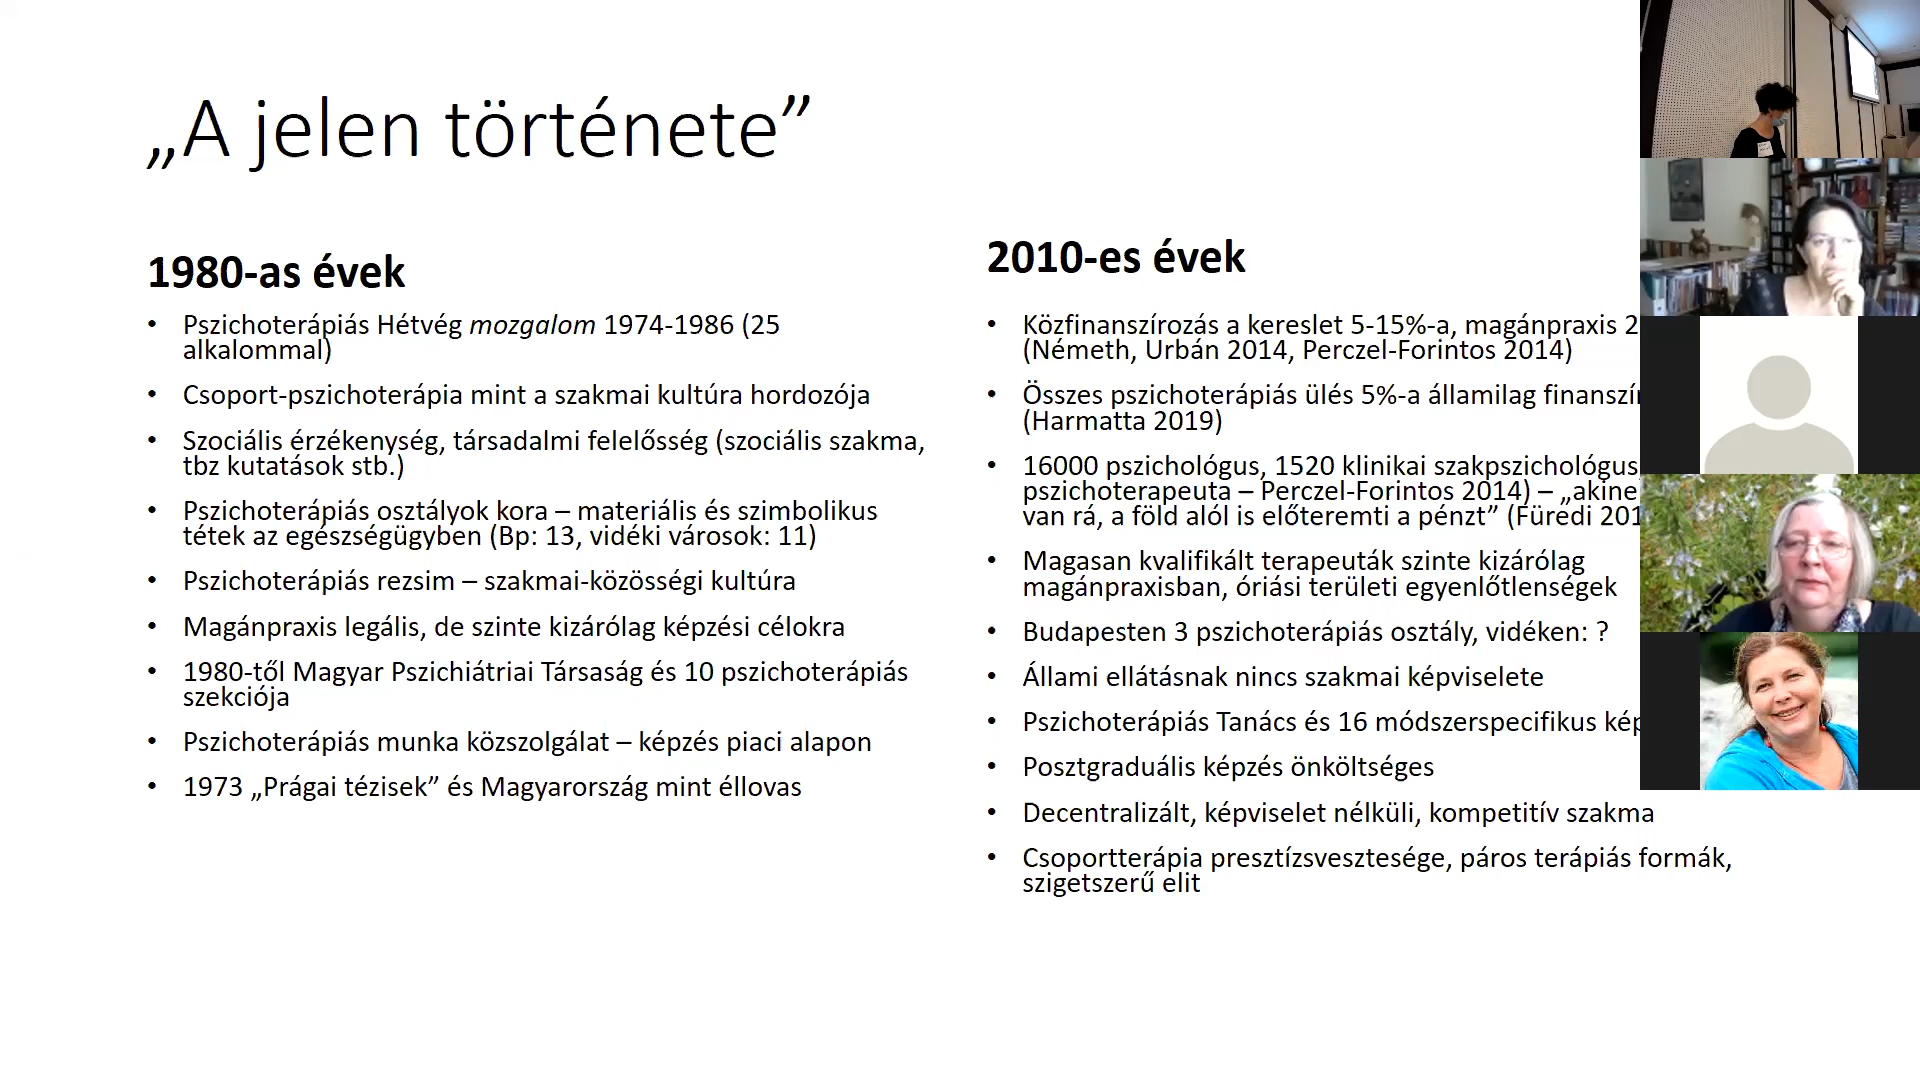 „A jelen története”
1980-as évek
• Pszichoterápiás Hétvég mozgalom 1974-1986 (25
alkalommal)
• Csoport-pszichoterápia mint a szakmai kultúra hordozója
• Szociális érzékenység, társadalmi felelősség (szociális szakma,
tbz kutatások stb.)
• Pszichoterápiás osztályok kora – materiális és szimbolikus
tétek az egészségügyben (Bp: 13, vidéki városok: 11)
• Pszichoterápiás rezsim – szakmai-közösségi kultúra
• Magánpraxis legális, de szinte kizárólag képzési célokra
• 1980-től Magyar Pszichiátriai Társaság és 10 pszichoterápiás
szekciója
• Pszichoterápiás munka közszolgálat – képzés piaci alapon
• 1973 „Prágai tézisek” és Magyarország mint éllovas
2010-es évek
• Közfinanszírozás a kereslet 5-15%-a, magánpraxis
(Németh, Urbán 2014, Perczel-Forintos 2014)
• Összes pszichoterápiás ülés 5%-a államilag
(Harmatta 2019)
• 16000 pszichológus, 1520 klinikai szakpszichológus
pszichoterapeuta – Perczel-Forintos 2014) –
van rá, a föld alól is előteremti a pénzt” (Füredi
• Magasan kvalifikált terapeuták szinte kizárólag
magánpraxisban, óriási területi egyenlőtlenségek
• Budapesten 3 pszichoterápiás osztály, vidéken: ?
• Állami ellátásnak nincs szakmai képviselete
• Pszichoterápiás Tanács és 16 módszerspecifikus
• Posztgraduális képzés önköltséges
• Decentralizált, képviselet nélküli, kompetitív szakma
• Csoportterápia presztízsvesztesége, páros terápiás formák,
szigetszerű elit